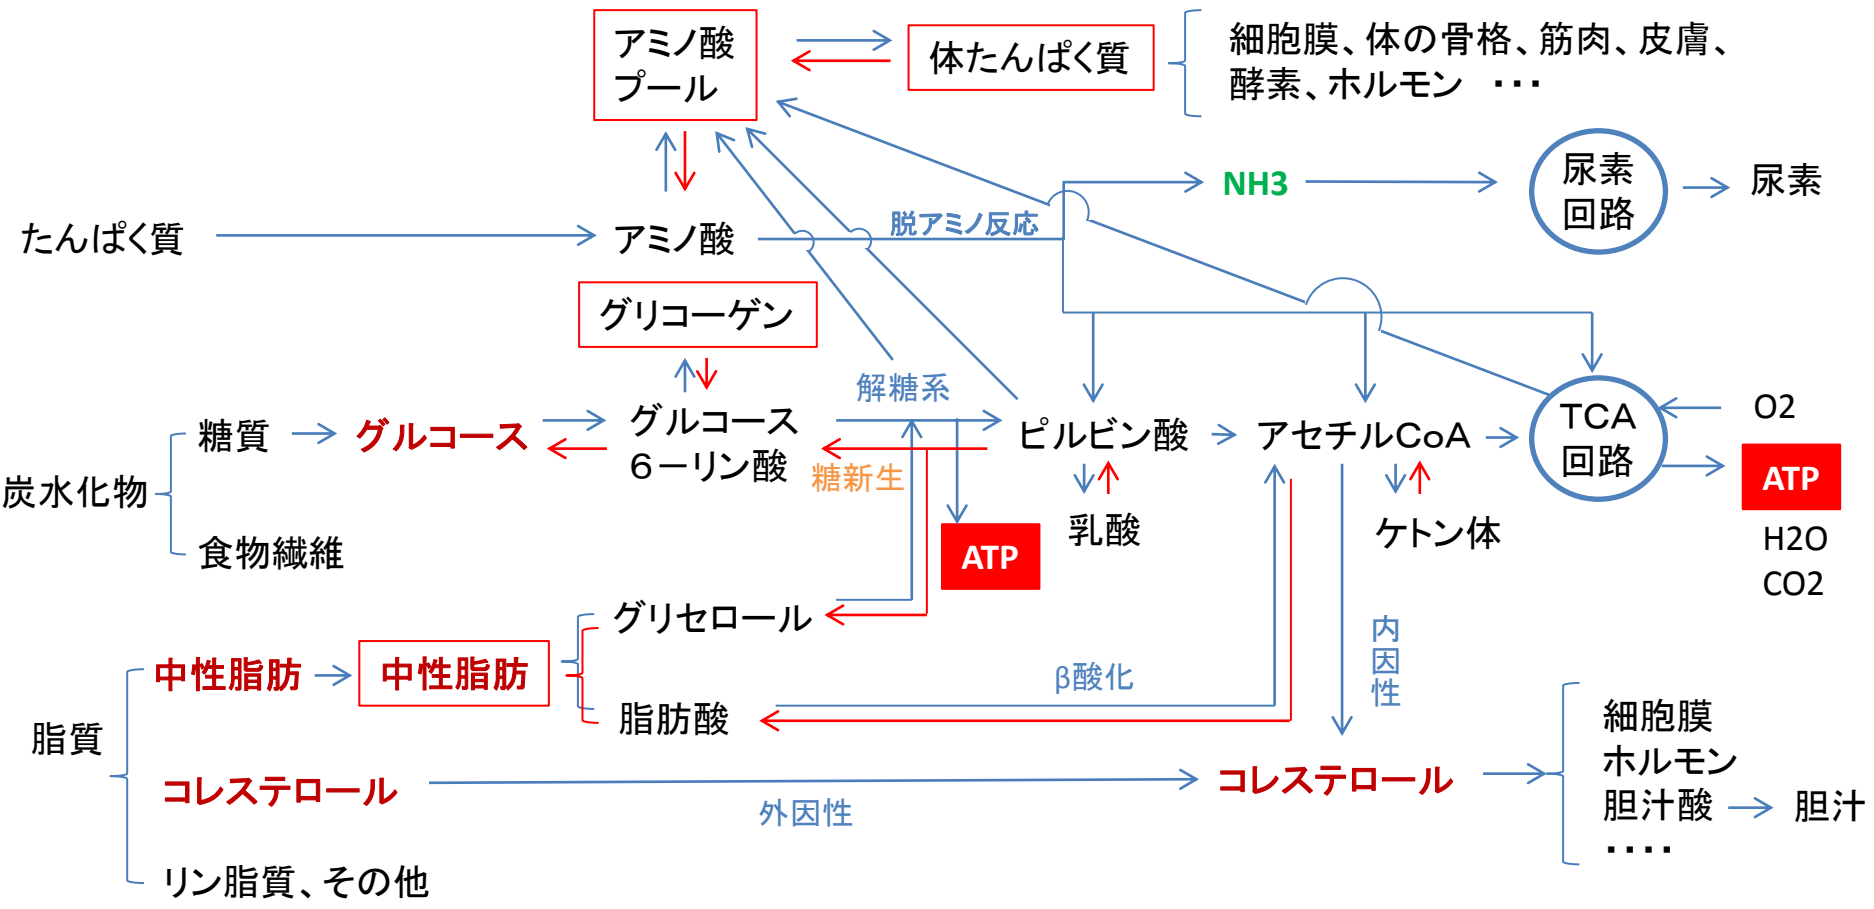 アミノ酸
プール
体たんぱく質
細胞膜、体の骨格、筋肉、皮膚、
酵素、ホルモン ・・・
たんぱく質
アミノ酸
脱アミノ反応
NH3
尿素
回路
尿素
グリコーゲン
解糖系
炭水化物
糖質
グルコース
グルコース
6-リン酸
糖新生
ピルビン酸
アセチルCoA
TCA
回路
O2
ATP
H2O
CO2
乳酸
ケトン体
食物繊維
ATP
グリセロール
脂質
中性脂肪
中性脂肪
脂肪酸
β酸化
内因性
コレステロール
外因性
コレステロール
細胞膜
ホルモン
胆汁酸
胆汁
・・・・
リン脂質、その他